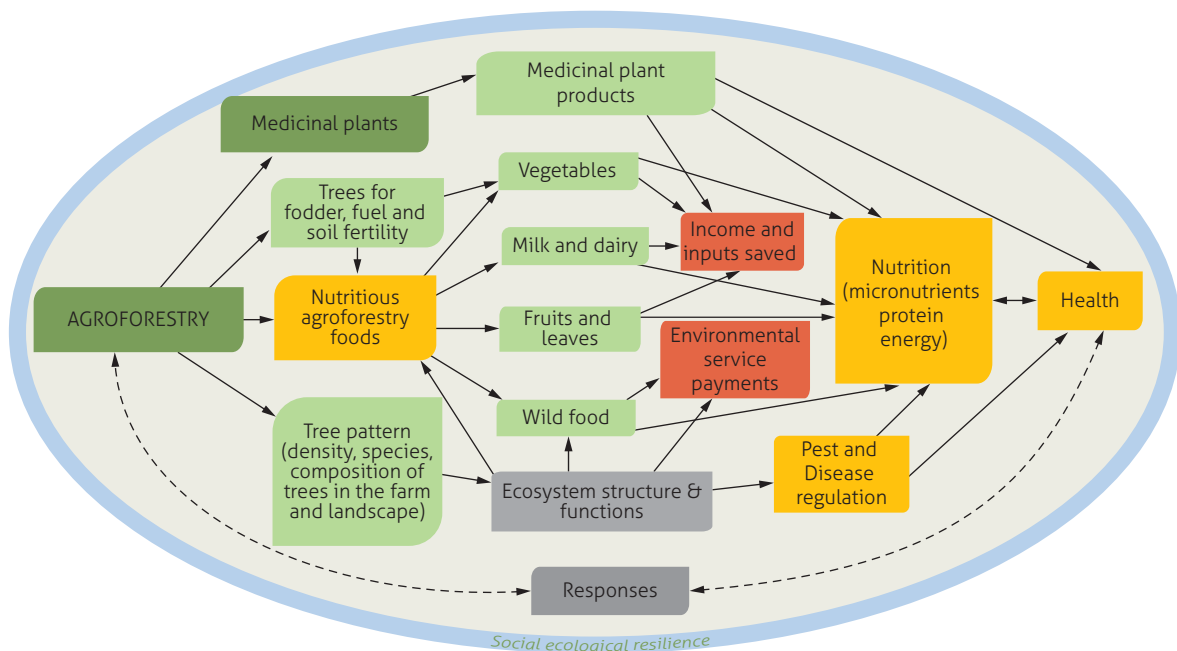 Medicinal plant
products
Medicinal plants
Trees for
fodder, fuel and
soil fertility
Vegetables
Milk and dairy
Income and
inputs saved
Nutrition
(micronutrients
protein
energy)
Health
AGROFORESTRY
Nutritious
agroforestry
foods
Fruits and
leaves
Environmental
service
payments
Wild food
Tree pattern
(density, species,
composition of
trees in the farm
and landscape)
Ecosystem structure &
functions
Pest and
Disease
regulation
Responses
Social ecological resilience